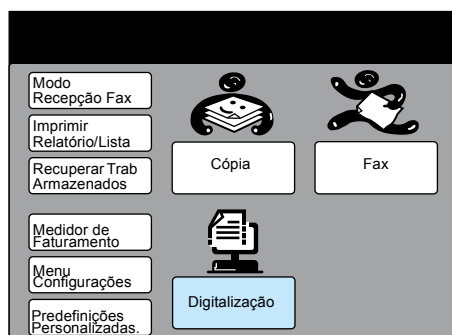 Modo
Recepção Fax
Imprimir
Relatório/Lista
Recuperar Trab
Armazenados
Medidor de
Faturamento
Menu
Configurações
Predefinições
Personalizadas.
Cópia
Fax
Digitalização